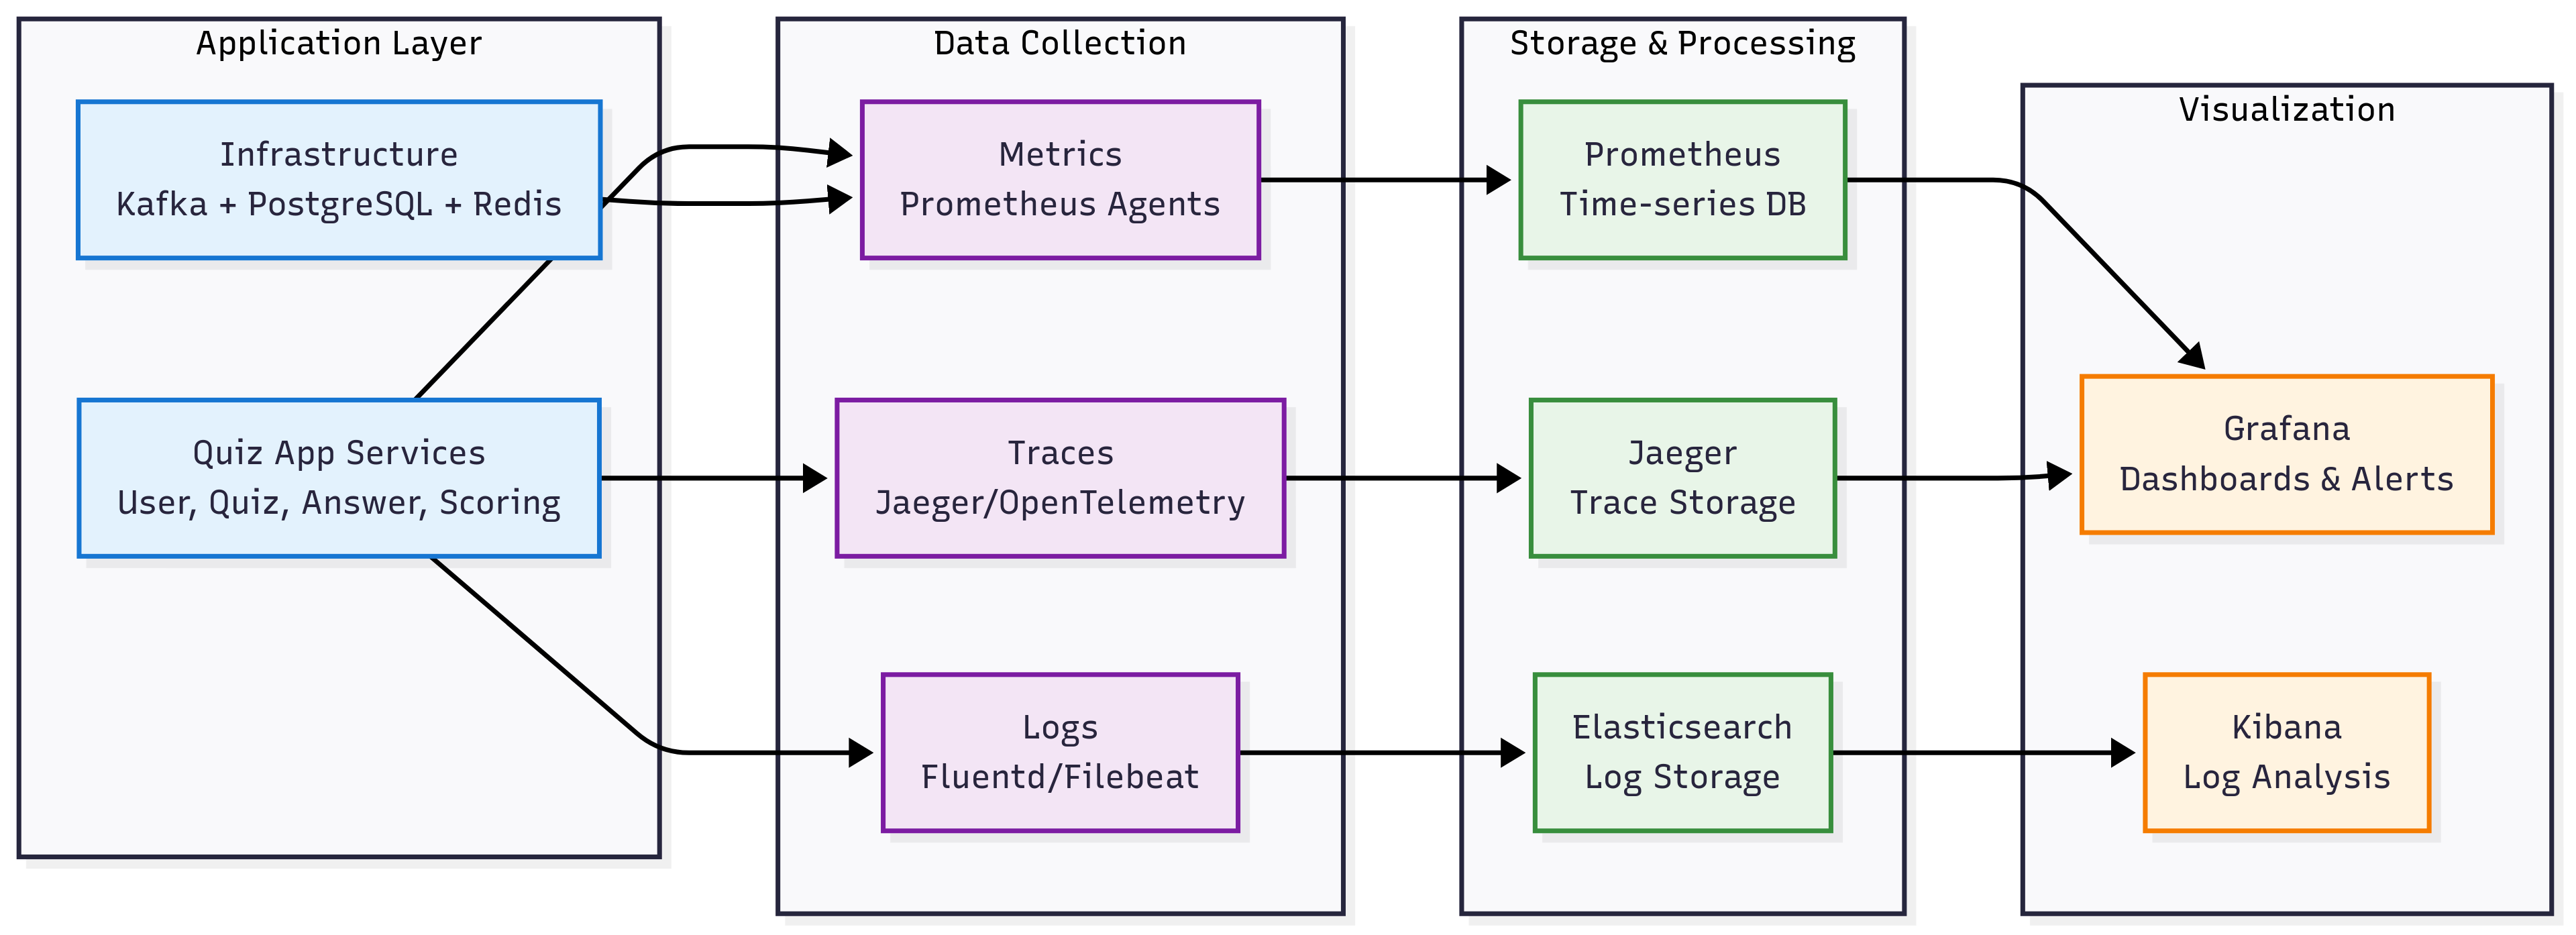 Application Layer
Infrastructure
Kafka + PostgreSQL + Redis
Quiz App Services
User, Quiz, Answer, Scoring
Data Collection
Metrics
Prometheus Agents
Traces
Jaeger/OpenTelemetry
Logs
Fluentd/Filebeat
Storage & Processing
Prometheus
Time-series DB
Jaeger
Trace Storage
Elasticsearch
Log Storage
Visualization
Grafana
Dashboards & Alerts
Kibana
Log Analysis